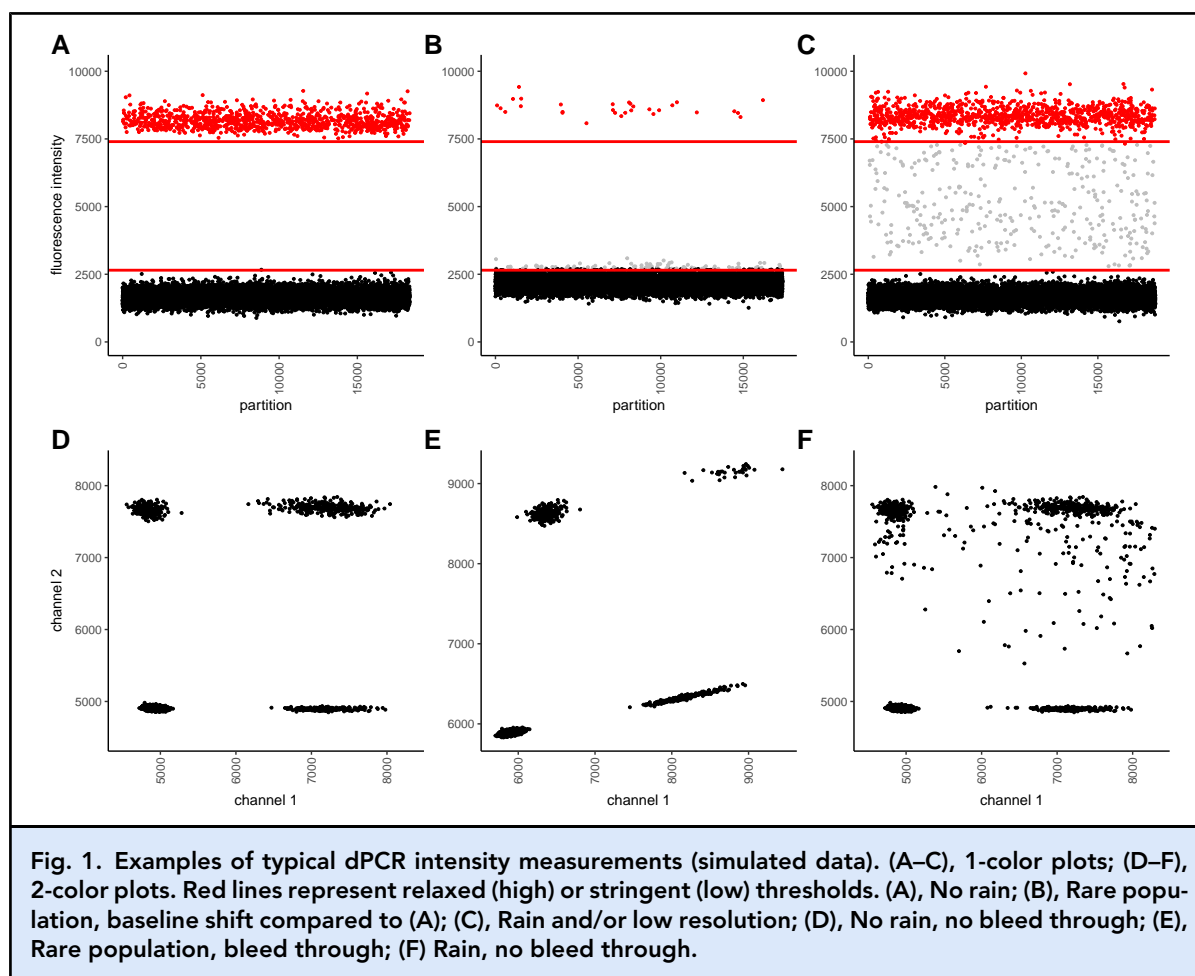 A
B
C
10000
7500
5000
2500
0
fluorescence intensity
0
5000
10000
15000
partition
10000
7500
5000
2500
0
0
5000
10000
15000
partition
10000
7500
5000
2500
0
0
5000
10000
15000
partition
D
E
F
8000
7000
6000
5000
channel 2
5000
6000
7000
8000
channel 1
9000
8000
7000
6000
6000
7000
8000
9000
channel 1
8000
7000
6000
5000
5000
6000
7000
8000
channel 1
Fig. 1. Examples of typical dPCR intensity measurements (simulated data). (A–C), 1-color plots; (D–F),
2-color plots. Red lines represent relaxed (high) or stringent (low) thresholds. (A), No rain; (B), Rare popu-
lation, baseline shift compared to (A); (C), Rain and/or low resolution; (D), No rain, no bleed through; (E),
Rare population, bleed through; (F) Rain, no bleed through.